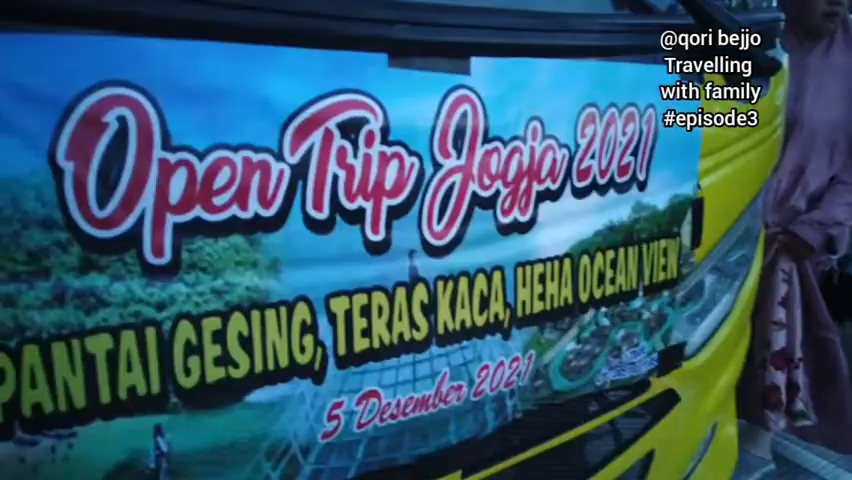 @qori bejjo
Travelling
with family
#episode3
Open Trip Jogja 2021
PANTAI GESING, TERAS KACA, HEHA OCEAN VIEW
5 Desember 2021